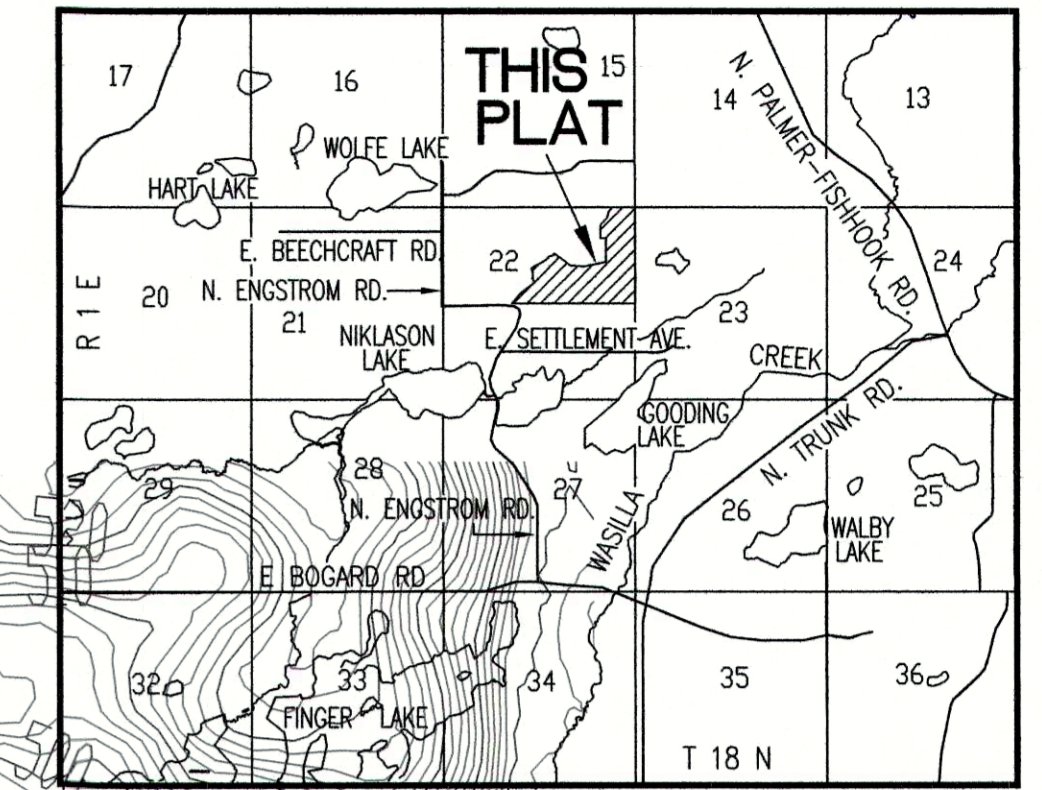 17
16
THIS
PLAT
15
14
13
N. PALMER-FISHHOOK RD.
WOLFE LAKE
HART LAKE
E. BEECHCRAFT RD.
N. ENGSTROM RD.
R 1 E
20
21
22
23
24
NIKLASON
LAKE
E. SETTLEMENT AVE.
CREEK
GOODING
LAKE
N. TRUNK RD.
29
28
27
26
25
N. ENGSTROM RD.
WASILLA
WALBY
LAKE
E BOGARD RD
32
33
34
35
36
FINGER LAKE
T 18 N